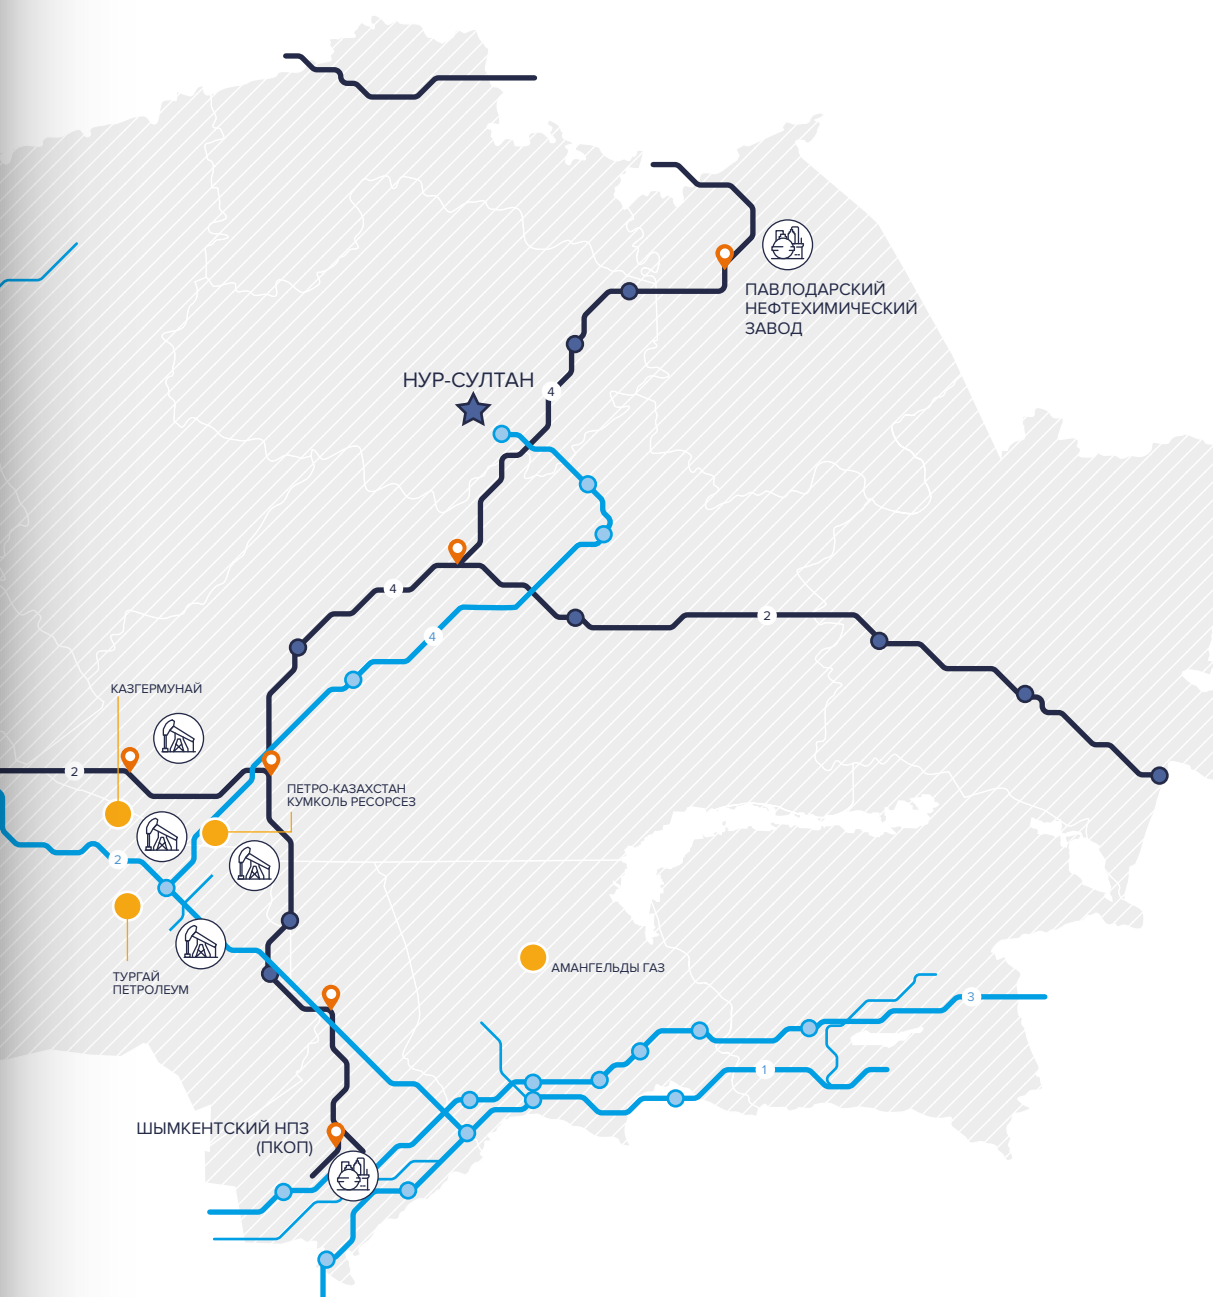 ПАВЛОДАРСКИЙ
НЕФТЕХИМИЧЕСКИЙ
ЗАВОД
НУР-СУЛТАН
4
4
2
4
КАЗГЕРМУНАЙ
2
ПЕТРО-КАЗАХСТАН
КУМКОЛЬ РЕСОРСЕЗ
2
АМАНГЕЛЬДЫ ГАЗ
ТУРГАЙ
ПЕТРОЛЕУМ
3
1
ШЫМКЕНТСКИЙ НПЗ
(ПКОП)